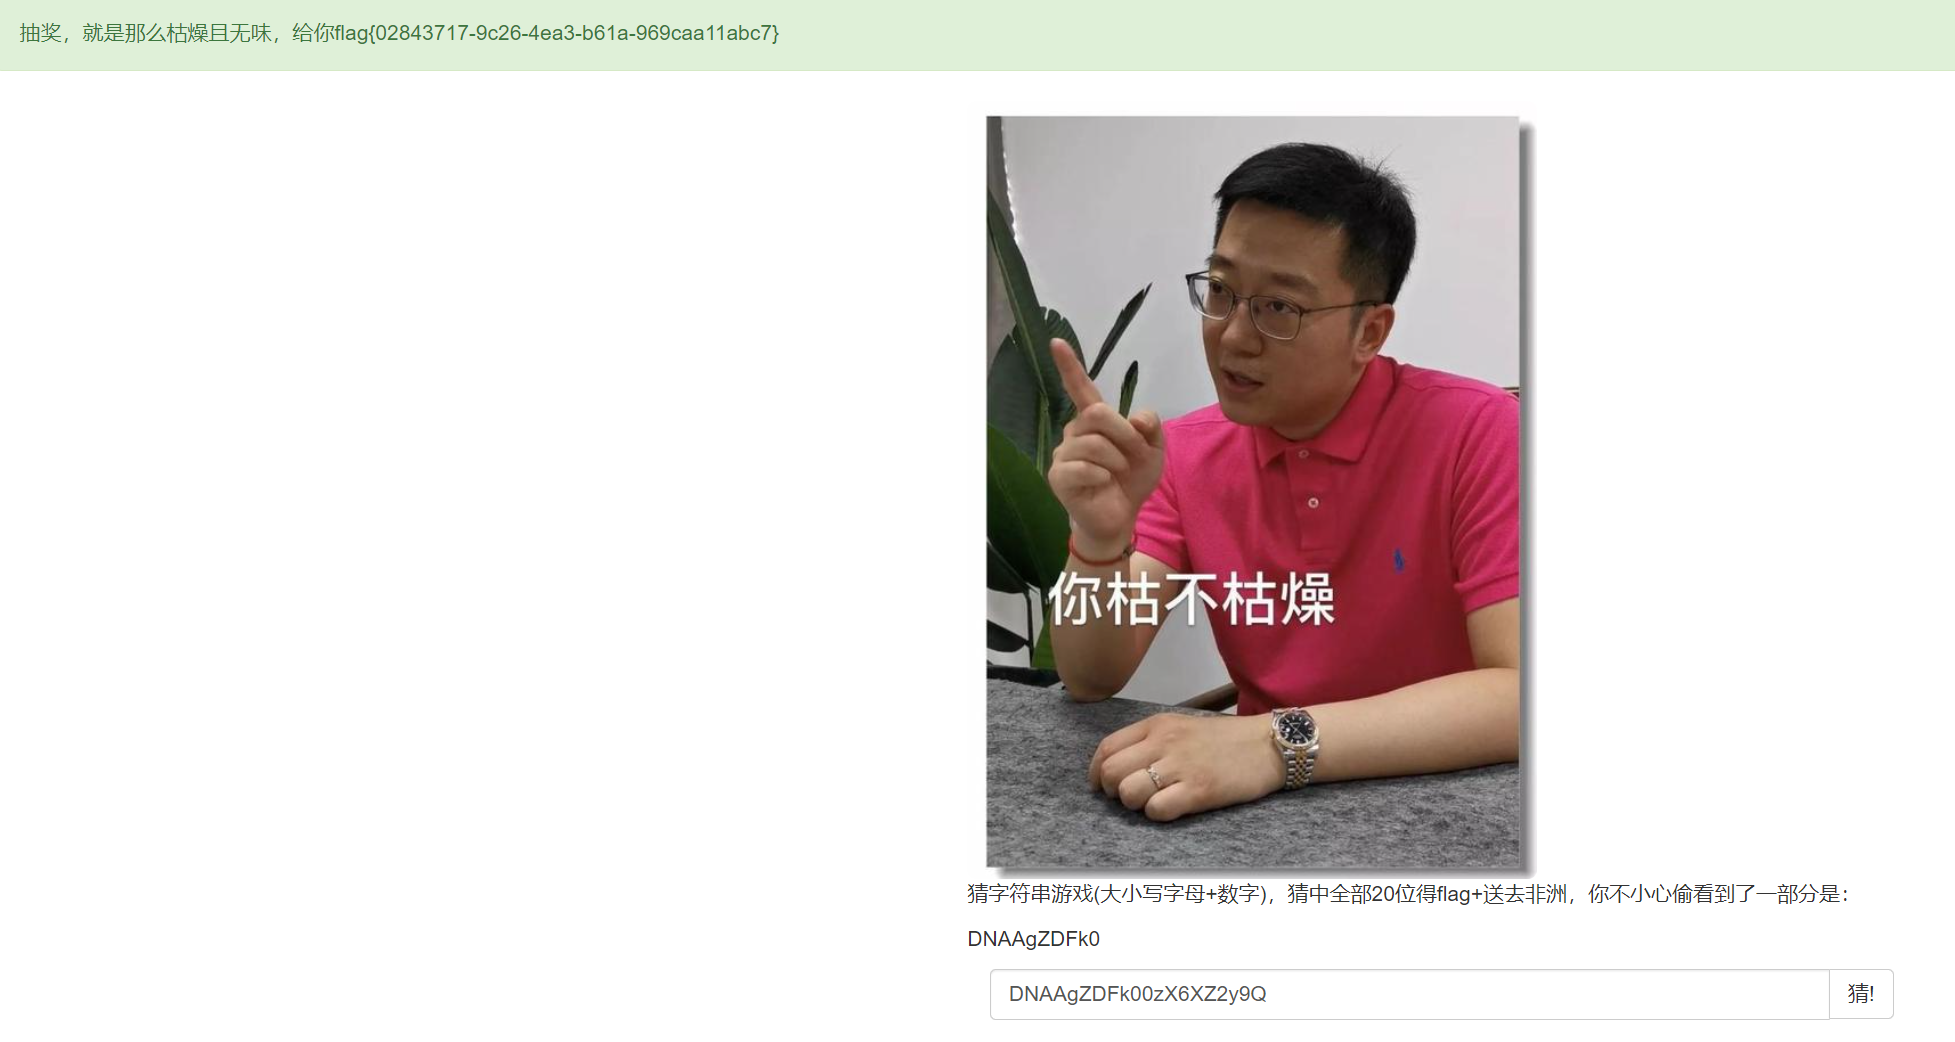 抽奖，就是那么枯燥且无味，给你flag{02843717-9c26-4ea3-b61a-969caa11abc7}
你枯不枯燥
猜字符串游戏(大小写字母+数字)，猜中全部20位得flag+送去非洲，你不小心偷看到了一部分是：
DNAAgZDFk0
DNAAgZDFk00zX6XZ2y9Q
猜!